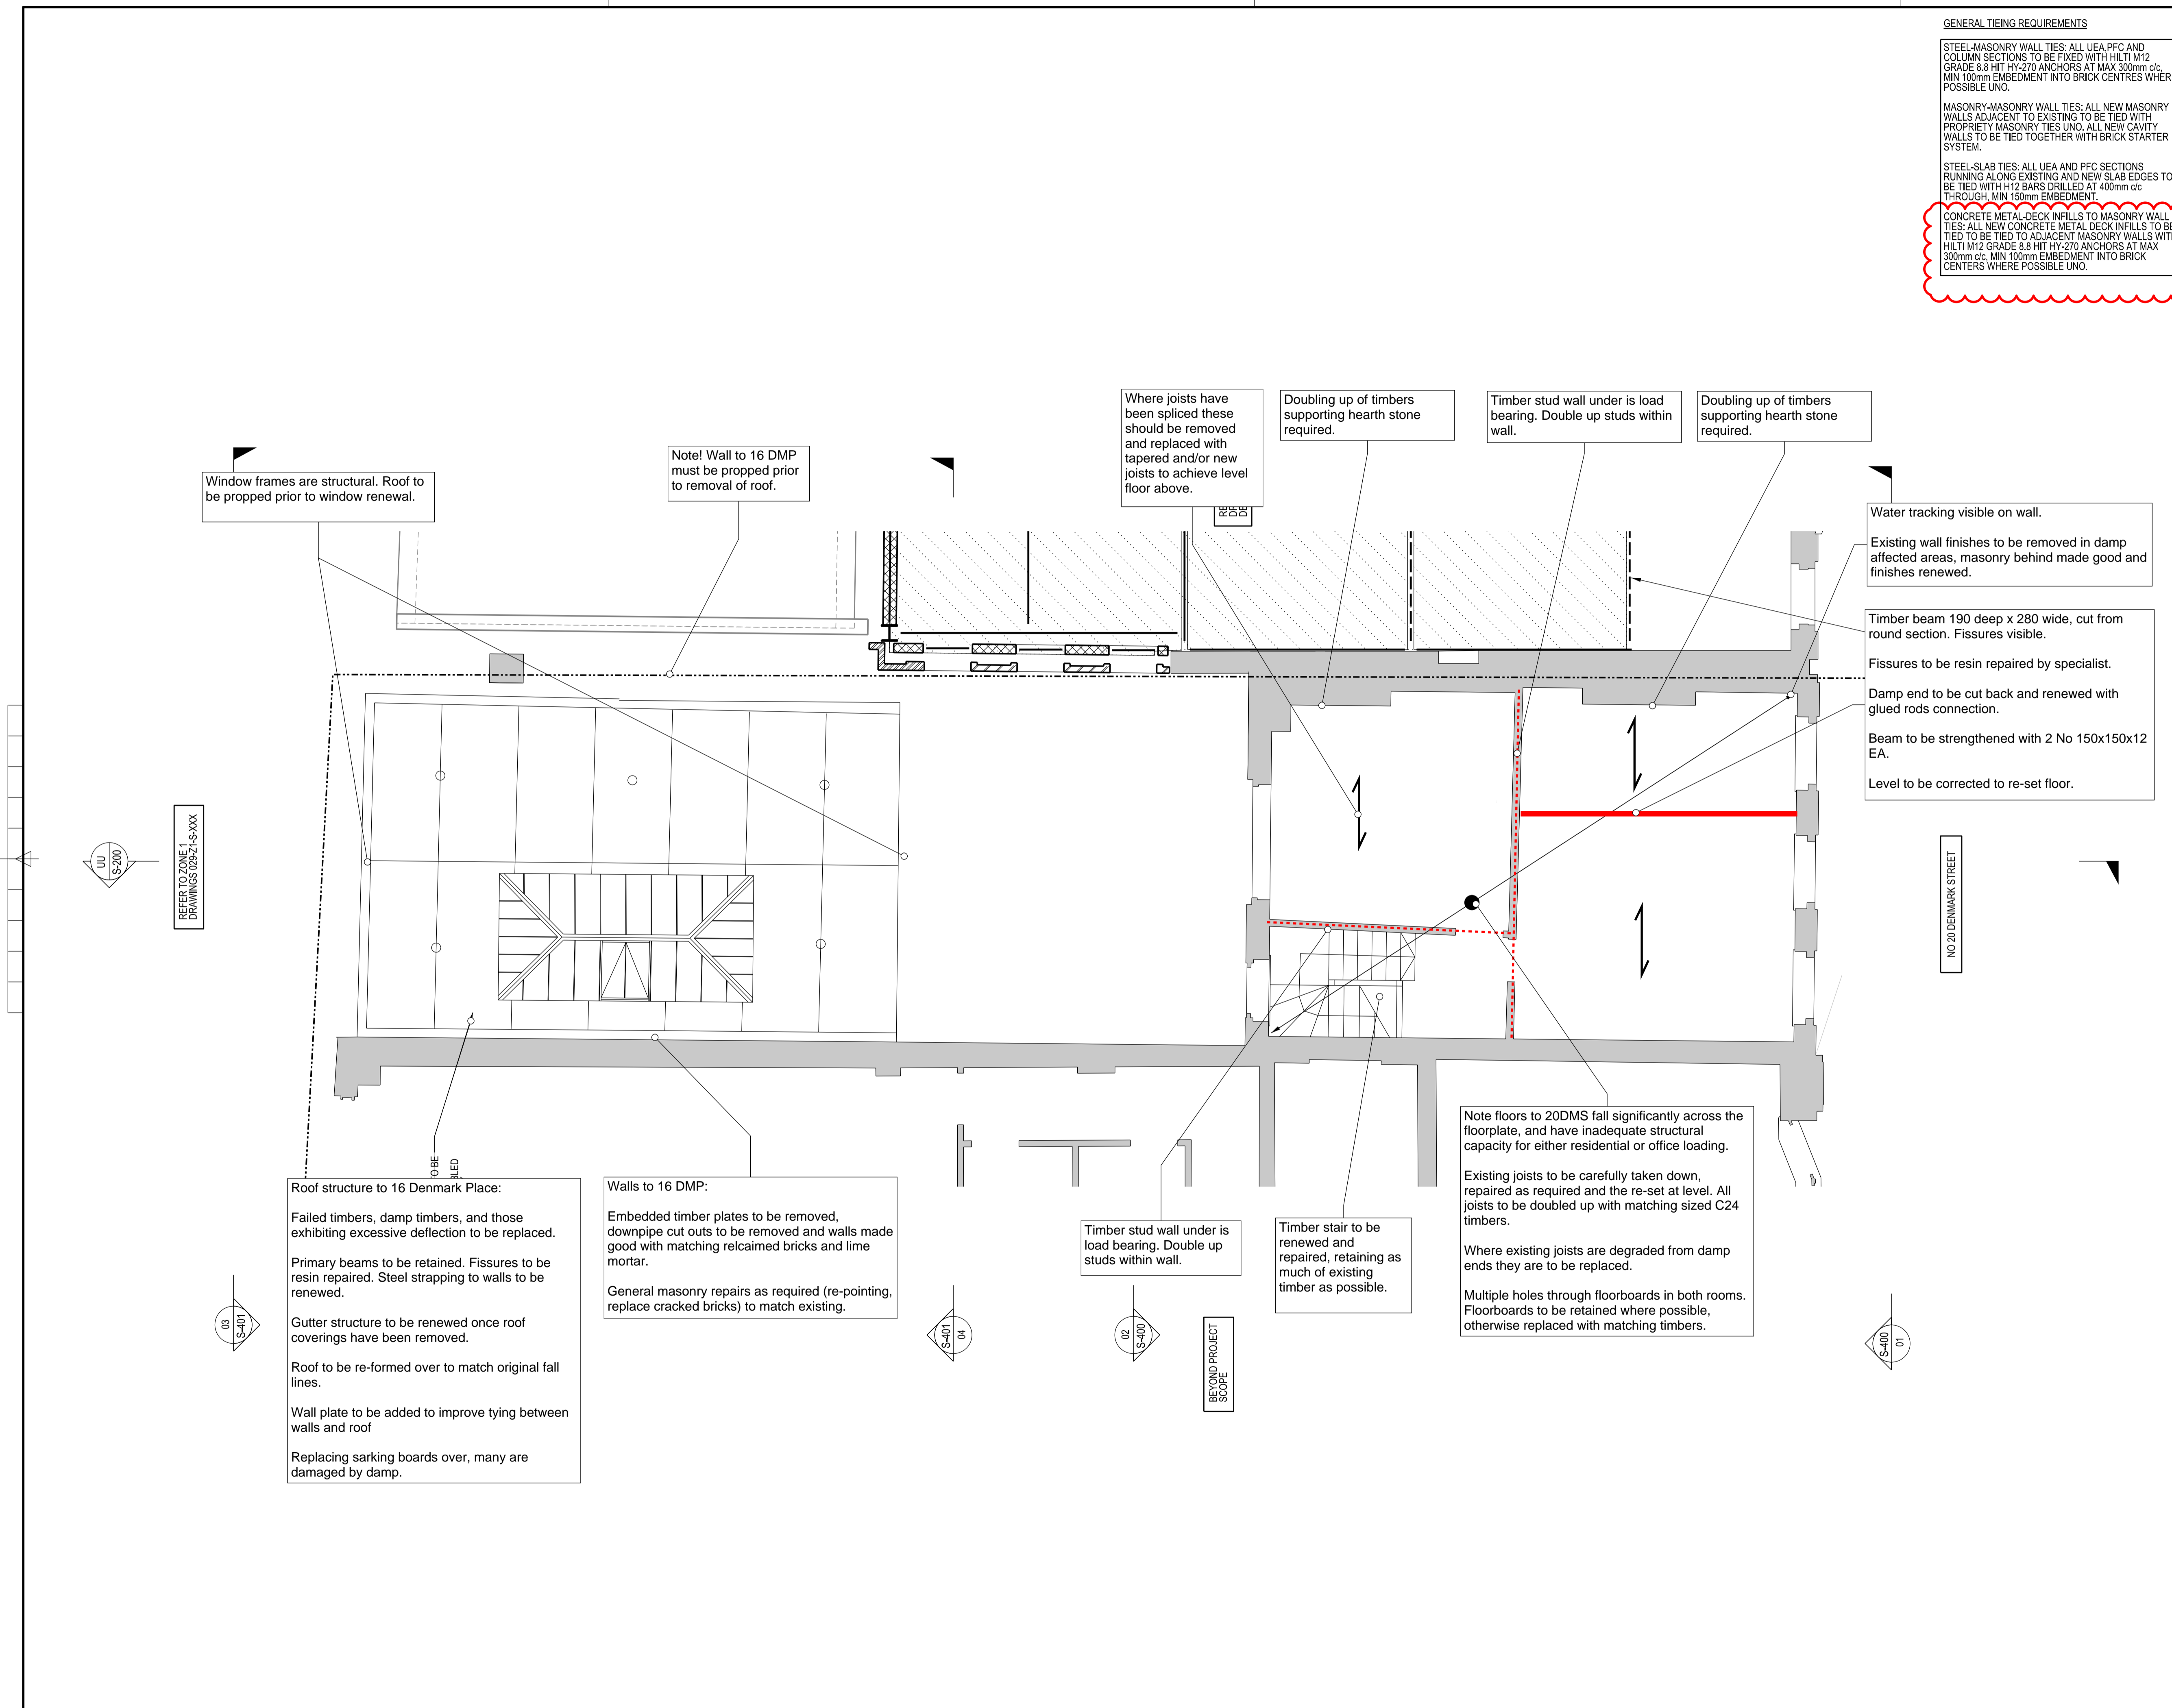 GENERAL TIEING REQUIREMENTS
STEEL-MASONRY WALL TIES: ALL UEA,PFC AND
COLUMN SECTIONS TO BE FIXED WITH HILTI M12
GRADE 8.8 HIT HY-270 ANCHORS AT MAX 300mm c/c,
MIN 100mm EMBEDMENT INTO BRICK CENTRES WHER
POSSIBLE UNO.
MASONRY-MASONRY WALL TIES: ALL NEW MASONRY
WALLS ADJACENT TO EXISTING TO BE TIED WITH
PROPRIETY MASONRY TIES UNO. ALL NEW CAVITY
WALLS TO BE TIED TOGETHER WITH BRICK STARTER
SYSTEM.
STEEL-SLAB TIES: ALL UEA AND PFC SECTIONS
RUNNING ALONG EXISTING AND NEW SLAB EDGES TO
BE TIED WITH H12 BARS DRILLED AT 400mm c/c
THROUGH, MIN 150mm EMBEDMENT.
CONCRETE METAL-DECK INFILLS TO MASONRY WALL
TIES: ALL NEW CONCRETE METAL DECK INFILLS TO BE
TIED TO BE TIED TO ADJACENT MASONRY WALLS WITH
HILTI M12 GRADE 8.8 HIT HY-270 ANCHORS AT MAX
300mm c/c, MIN 100mm EMBEDMENT INTO BRICK
CENTERS WHERE POSSIBLE UNO.
Window frames are structural. Roof to
be propped prior to window renewal.
Note! Wall to 16 DMP
must be propped prior
to removal of roof.
Where joists have
been spliced these
should be removed
and replaced with
tapered and/or new
joists to achieve level
floor above.
RE
DR
DE
Doubling up of timbers
supporting hearth stone
required.
Timber stud wall under is load
bearing. Double up studs within
wall.
Doubling up of timbers
supporting hearth stone
required.
Water tracking visible on wall.
Existing wall finishes to be removed in damp
affected areas, masonry behind made good and
finishes renewed.
Timber beam 190 deep x 280 wide, cut from
round section. Fissures visible.
Fissures to be resin repaired by specialist.
Damp end to be cut back and renewed with
glued rods connection.
Beam to be strengthened with 2 No 150x150x12
EA.
Level to be corrected to re-set floor.
UU
S-200
REFER TO ZONE 1
DRAWINGS 029-Z1-S-XXX
NO 20 DENMARK STREET
TO BE
BLED
Roof structure to 16 Denmark Place:
Failed timbers, damp timbers, and those
exhibiting excessive deflection to be replaced.
Primary beams to be retained. Fissures to be
resin repaired. Steel strapping to walls to be
renewed.
Gutter structure to be renewed once roof
coverings have been removed.
Roof to be re-formed over to match original fall
lines.
Wall plate to be added to improve tying between
walls and roof
Replacing sarking boards over, many are
damaged by damp.
Walls to 16 DMP:
Embedded timber plates to be removed,
downpipe cut outs to be removed and walls made
good with matching relcaimed bricks and lime
mortar.
General masonry repairs as required (re-pointing,
replace cracked bricks) to match existing.
Timber stud wall under is
load bearing. Double up
studs within wall.
Timber stair to be
renewed and
repaired, retaining as
much of existing
timber as possible.
Note floors to 20DMS fall significantly across the
floorplate, and have inadequate structural
capacity for either residential or office loading.
Existing joists to be carefully taken down,
repaired as required and the re-set at level. All
joists to be doubled up with matching sized C24
timbers.
Where existing joists are degraded from damp
ends they are to be replaced.
Multiple holes through floorboards in both rooms.
Floorboards to be retained where possible,
otherwise replaced with matching timbers.
03
S-401
S-401
04
02
S-400
BEYOND PROJECT
SCOPE
S-400
01